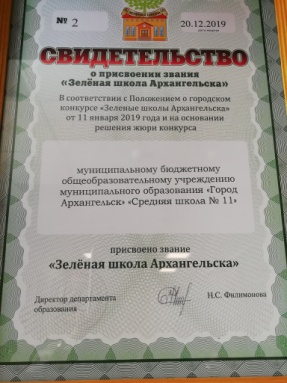 № 2
20.12.2019
СВИДЕТЕЛЬСТВО
о присвоении звания
«Зелёная школа Архангельска»
В соответствии с Положением о городском
конкурсе «Зеленые школы Архангельска»
от 11 января 2019 года и на основании
решения жюри конкурса
муниципальному бюджетному
общеобразовательному учреждению
муниципального образования «Город
Архангельск» «Средняя школа № 11»
присвоено звание
«Зелёная школа Архангельска»
Директор департамента
образования
Н.С. Филимонова